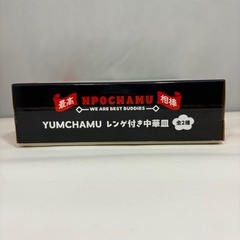 最高 NPOCHAMU 相棒
WE ARE BEST BUDDIES
YUMCHAMU レンゲ付き中華皿 全2種